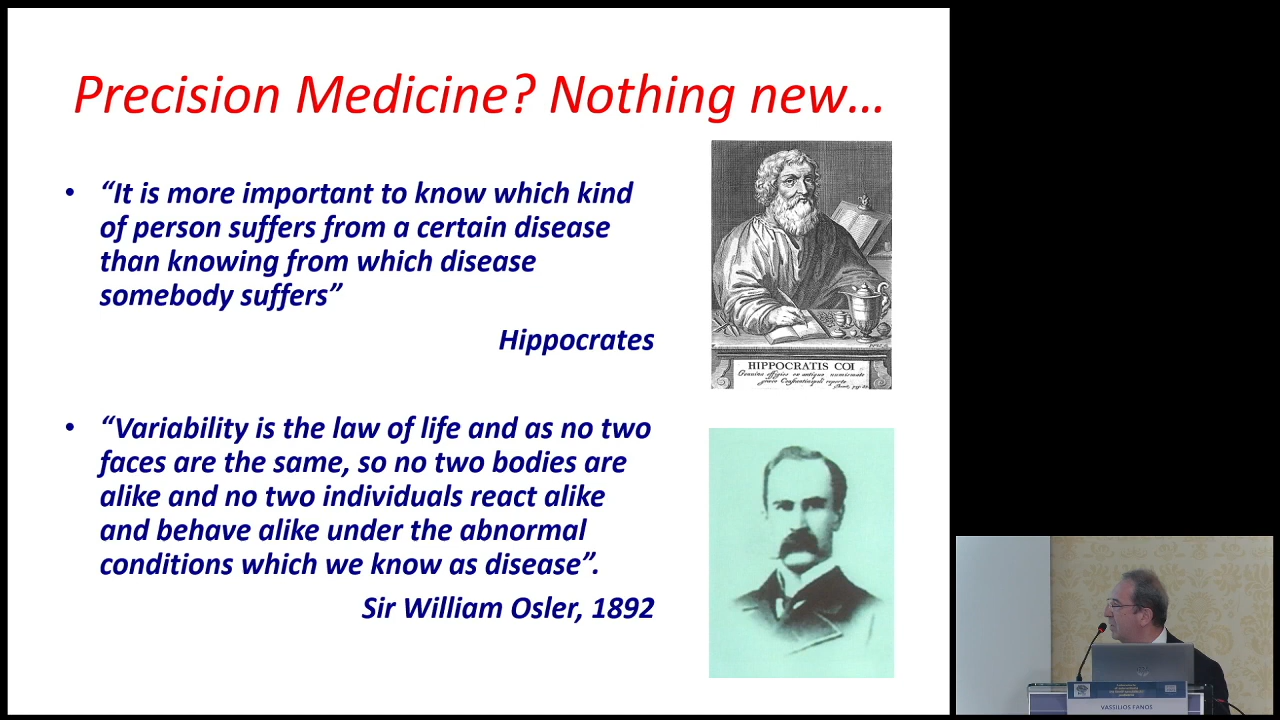 Precision Medicine? Nothing new…
• “It is more important to know which kind
of person suffers from a certain disease
than knowing from which disease
somebody suffers”
Hippocrates
HIPPOCRATIS COI
• “Variability is the law of life and as no two
faces are the same, so no two bodies are
alike and no two individuals react alike
and behave alike under the abnormal
conditions which we know as disease”.
Sir William Osler, 1892
VASSILIOS FANOS